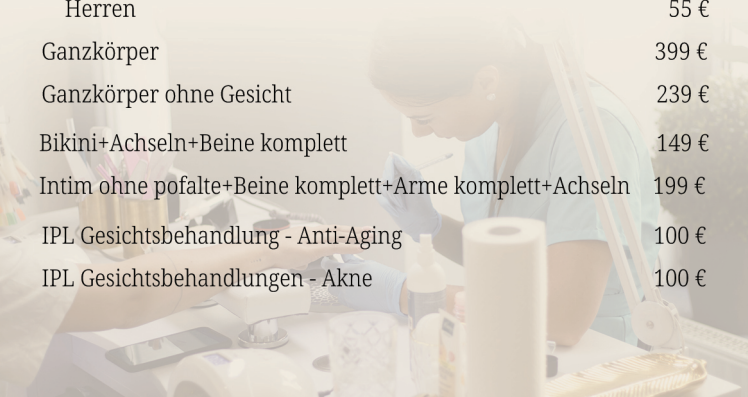 Herren 55 €
Ganzkörper 399 €
Ganzkörper ohne Gesicht 239 €
Bikini+Achseln+Beine komplett 149 €
Intim ohne pofalte+Beine komplett+Arme komplett+Achseln 199 €
IPL Gesichtsbehandlung - Anti-Aging 100 €
IPL Gesichtsbehandlungen - Akne 100 €